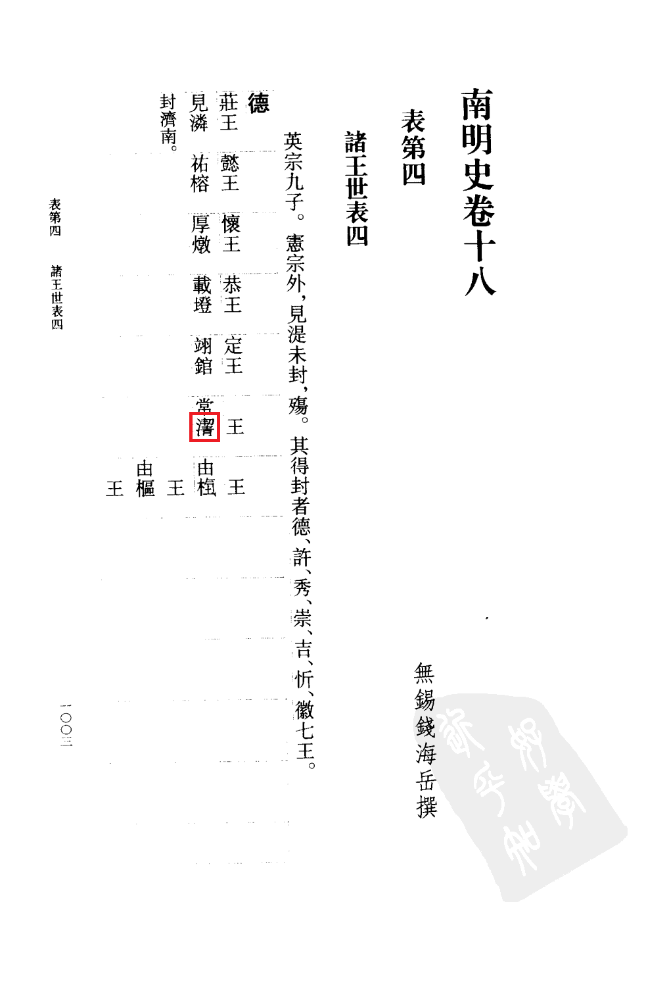 南明史卷十八
表第四
無錫錢海岳撰
諸王世表四
英宗九子。憲宗外，見湜未封，殤。其得封者德、許、秀、崇、吉、忻、徽七王。
德
莊王 懿王 懷王 恭王 定王 王 王
見潾 祐榕 厚燉 載墱 翊錧 常 由
封濟南。 王
由樞
王
表第四 諸王世表四
一〇〇三